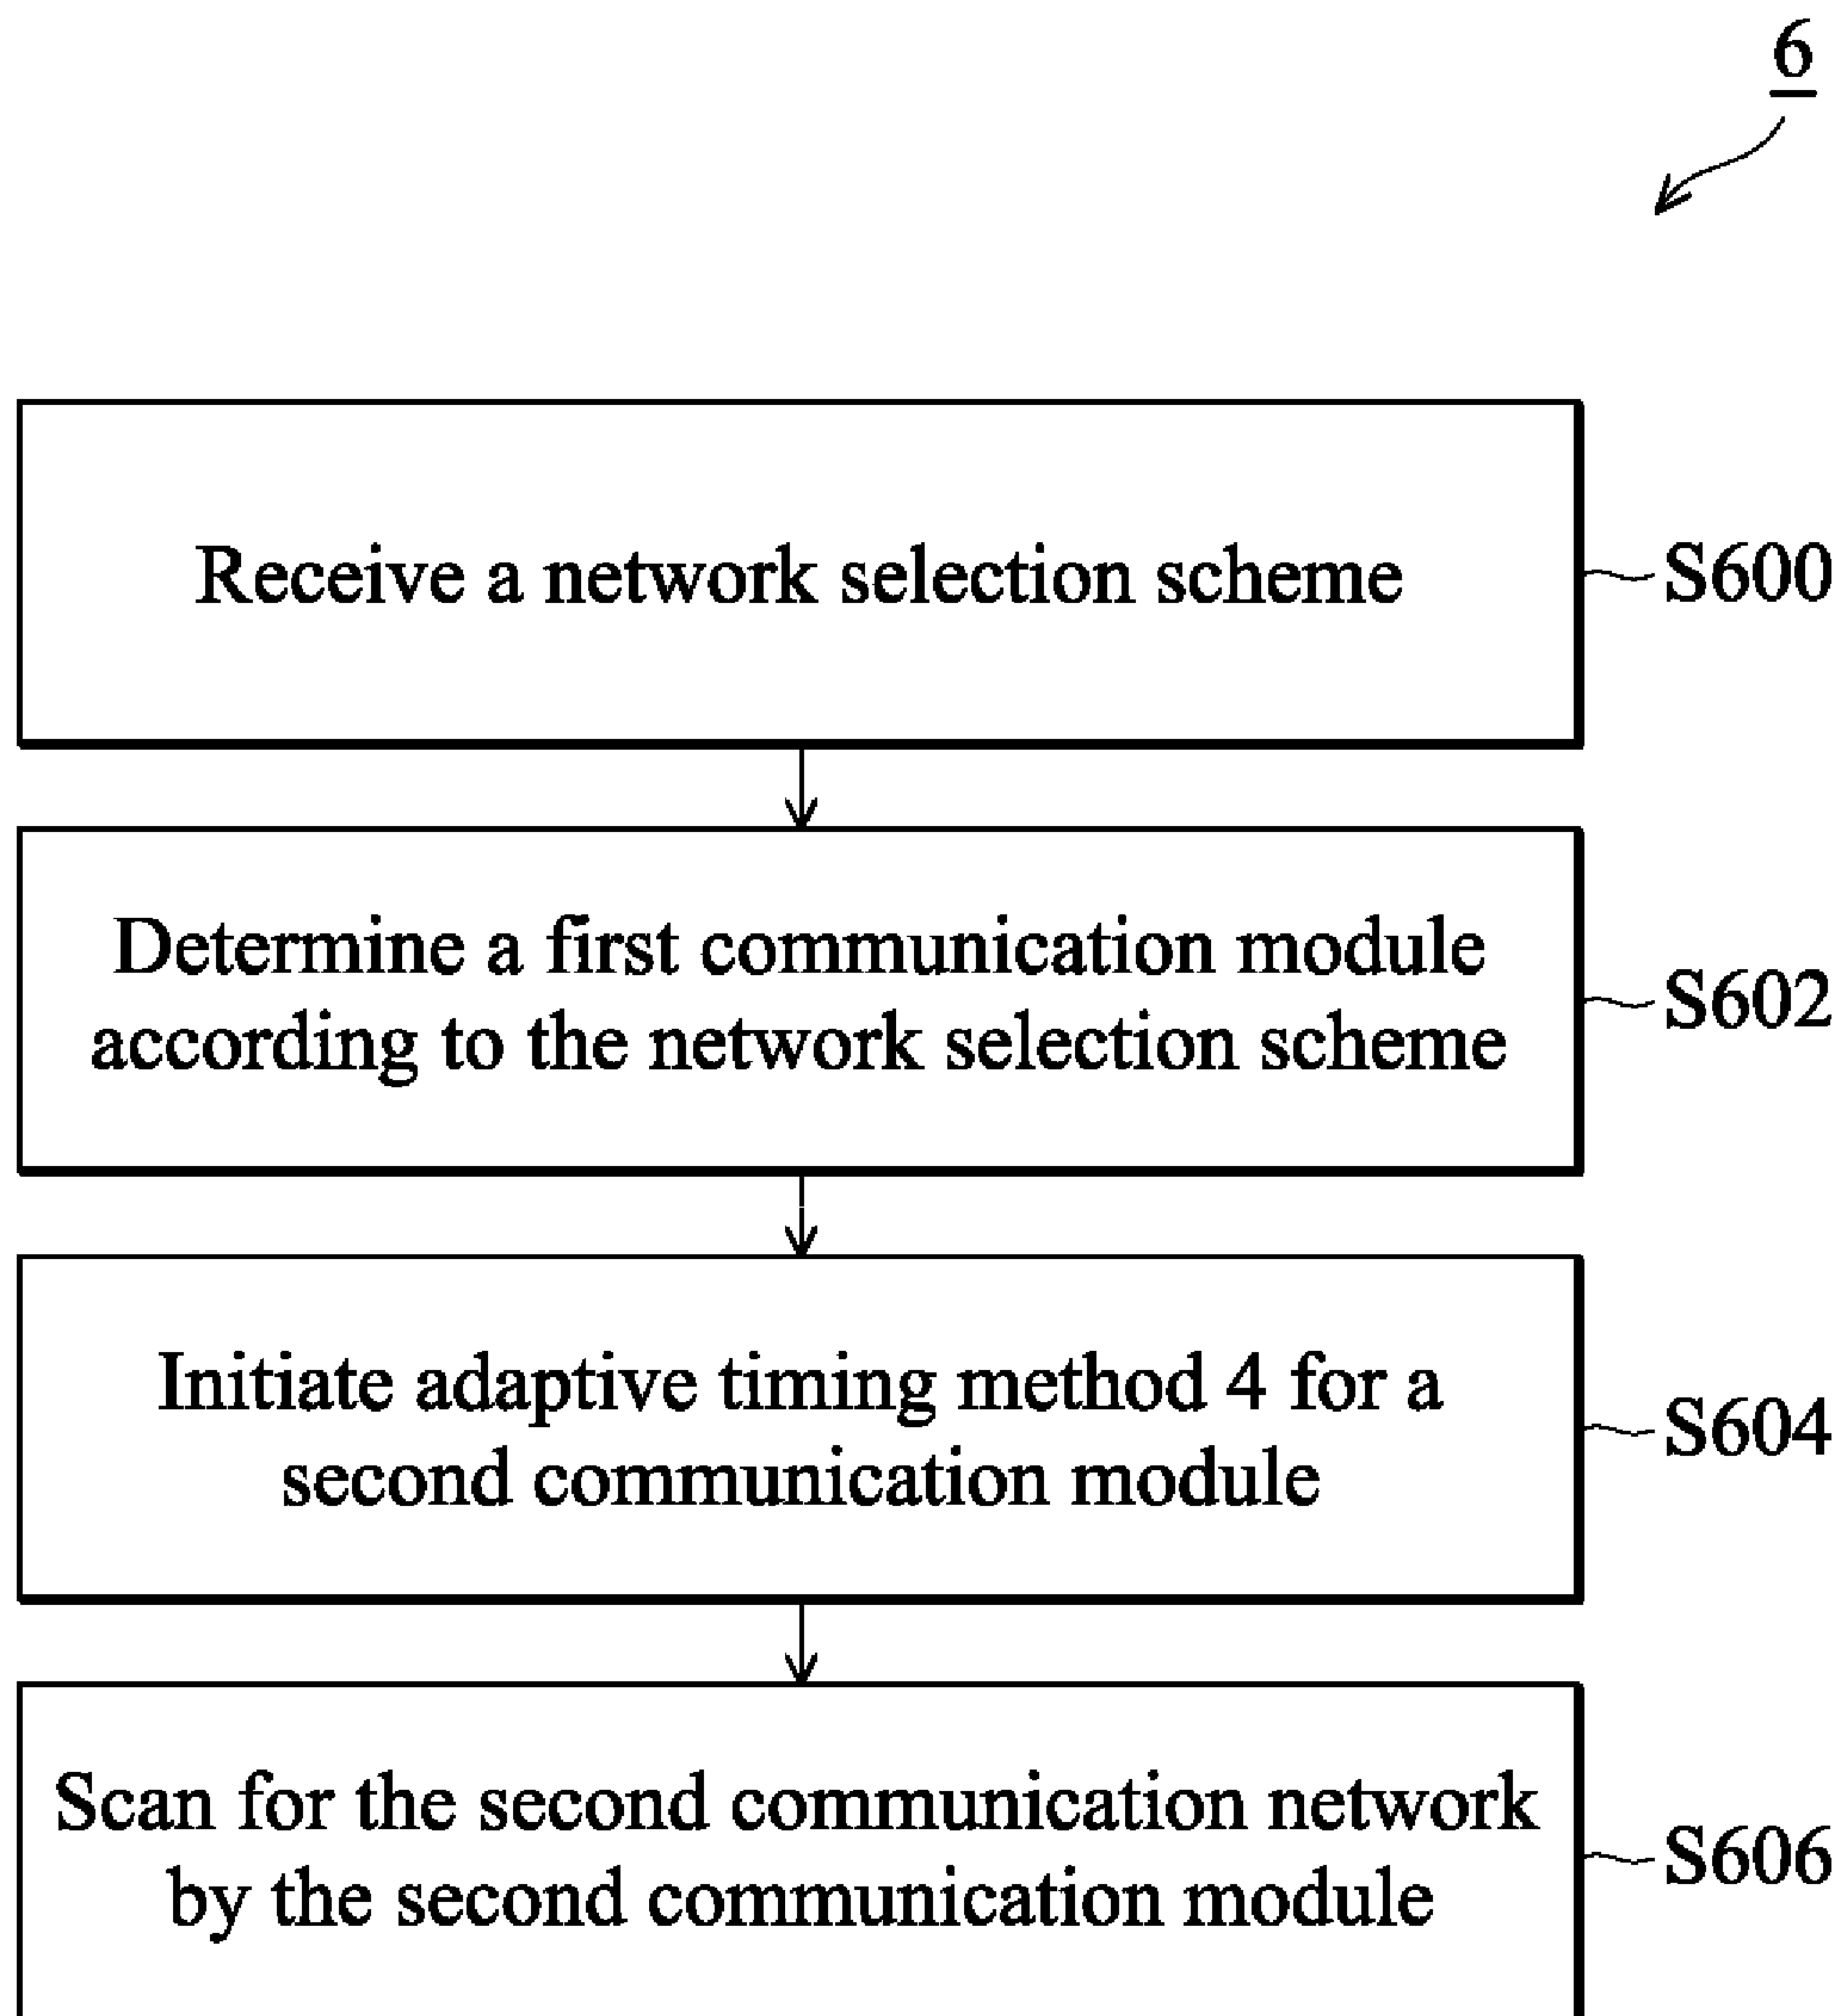 6
Receive a network selection scheme
S600
Determine a first communication module
according to the network selection scheme
S602
Initiate adaptive timing method 4 for a
second communication module
S604
Scan for the second communication network
by the second communication module
S606